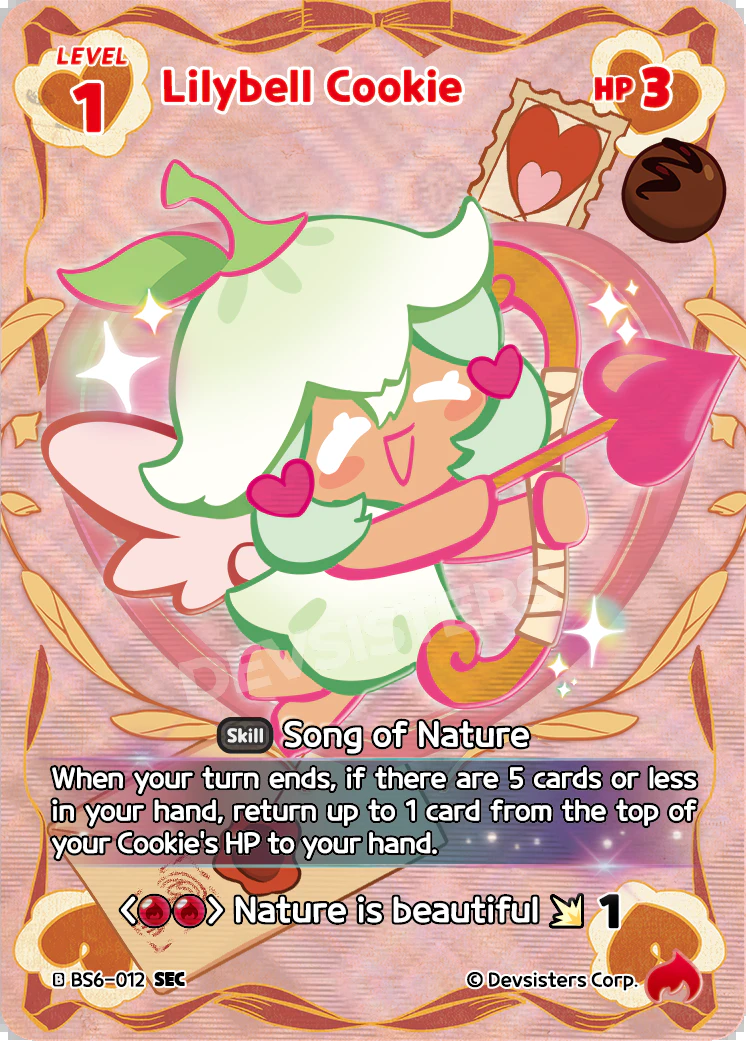 LEVEL
1
Lilybell Cookie
HP 3
DEVSISTERS
Skill Song of Nature
When your turn ends, if there are 5 cards or less
in your hand, return up to 1 card from the top of
your Cookie's HP to your hand.
< > Nature is beautiful 1
B BS6-012 SEC
© Devsisters Corp.